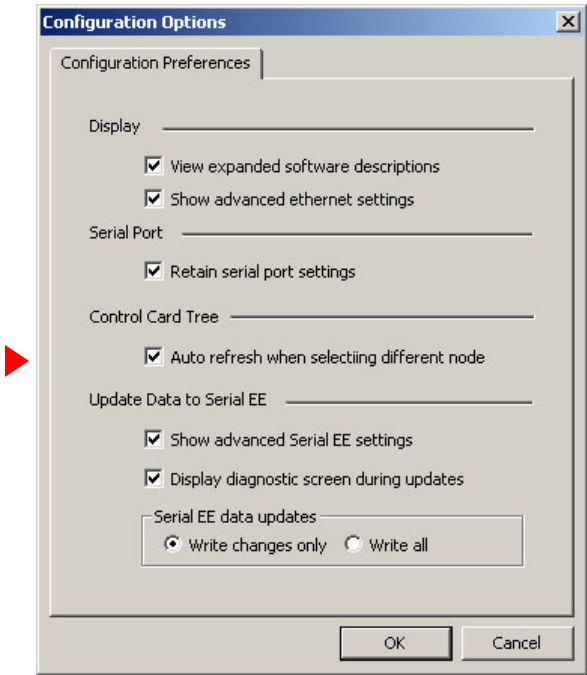 Configuration Options
Configuration Preferences
Display
View expanded software descriptions
Show advanced ethernet settings
Serial Port
Retain serial port settings
Control Card Tree
Auto refresh when selectiing different node
Update Data to Serial EE
Show advanced Serial EE settings
Display diagnostic screen during updates
Serial EE data updates
Write changes only Write all
OK Cancel